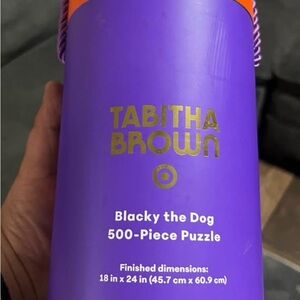 TABITHA
BROWN
Blacky the Dog
500-Piece Puzzle
Finished dimensions:
18 in x 24 in (45.7 cm x 60.9 cm)